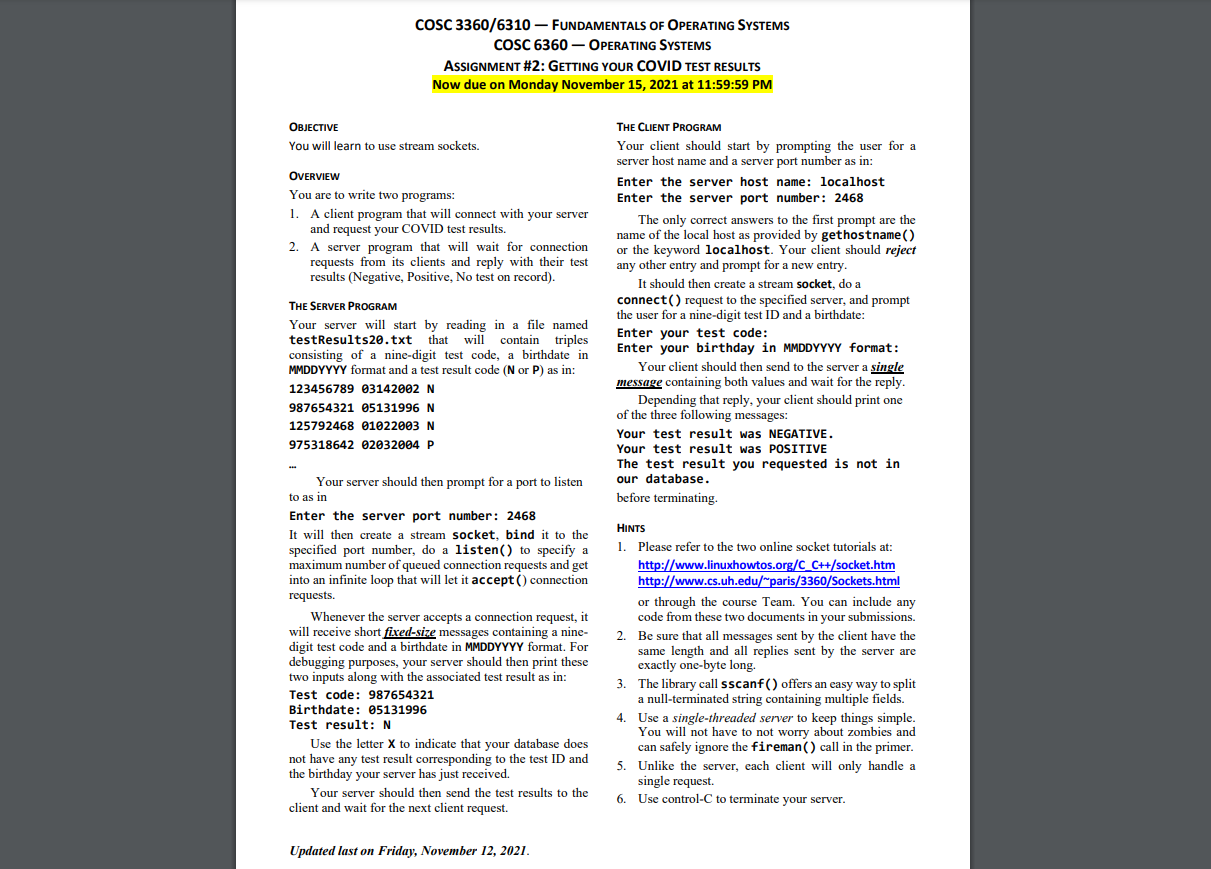 COSC 3360/6310 — FUNDAMENTALS OF OPERATING SYSTEMS
COSC 6360 — OPERATING SYSTEMS
ASSIGNMENT #2: GETTING YOUR COVID TEST RESULTS
Now due on Monday November 15, 2021 at 11:59:59 PM
OBJECTIVE
You will learn to use stream sockets.
OVERVIEW
You are to write two programs:
1. A client program that will connect with your server
and request your COVID test results.
2. A server program that will wait for connection
requests from its clients and reply with their test
results (Negative, Positive, No test on record).
THE SERVER PROGRAM
Your server will start by reading in a file named
testResults20.txt that will contain triples
consisting of a nine-digit test code, a birthdate in
MMDDYYYY format and a test result code (N or P) as in:
123456789 03142002 N
987654321 05131996 N
125792468 01022003 N
975318642 02032004 P
…
Your server should then prompt for a port to listen
to as in
Enter the server port number: 2468
It will then create a stream socket, bind it to the
specified port number, do a listen() to specify a
maximum number of queued connection requests and get
into an infinite loop that will let it accept() connection
requests.
Whenever the server accepts a connection request, it
will receive short fixed-size messages containing a nine-
digit test code and a birthdate in MMDDYYYY format. For
debugging purposes, your server should then print these
two inputs along with the associated test result as in:
Test code: 987654321
Birthdate: 05131996
Test result: N
Use the letter X to indicate that your database does
not have any test result corresponding to the test ID and
the birthday your server has just received.
Your server should then send the test results to the
client and wait for the next client request.
THE CLIENT PROGRAM
Your client should start by prompting the user for a
server host name and a server port number as in:
Enter the server host name: localhost
Enter the server port number: 2468
The only correct answers to the first prompt are the
name of the local host as provided by gethostname()
or the keyword localhost. Your client should reject
any other entry and prompt for a new entry.
It should then create a stream socket, do a
connect() request to the specified server, and prompt
the user for a nine-digit test ID and a birthdate:
Enter your test code:
Enter your birthday in MMDDYYYY format:
Your client should then send to the server a single
message containing both values and wait for the reply.
Depending that reply, your client should print one
of the three following messages:
Your test result was NEGATIVE.
Your test result was POSITIVE
The test result you requested is not in
our database.
before terminating.
HINTS
1. Please refer to the two online socket tutorials at:
http://www.linuxhowtos.org/C_C++/socket.htm
http://www.cs.uh.edu/~paris/3360/Sockets.html
or through the course Team. You can include any
code from these two documents in your submissions.
2. Be sure that all messages sent by the client have the
same length and all replies sent by the server are
exactly one-byte long.
3. The library call sscanf() offers an easy way to split
a null-terminated string containing multiple fields.
4. Use a single-threaded server to keep things simple.
You will not have to not worry about zombies and
can safely ignore the fireman() call in the primer.
5. Unlike the server, each client will only handle a
single request.
6. Use control-C to terminate your server.
Updated last on Friday, November 12, 2021.